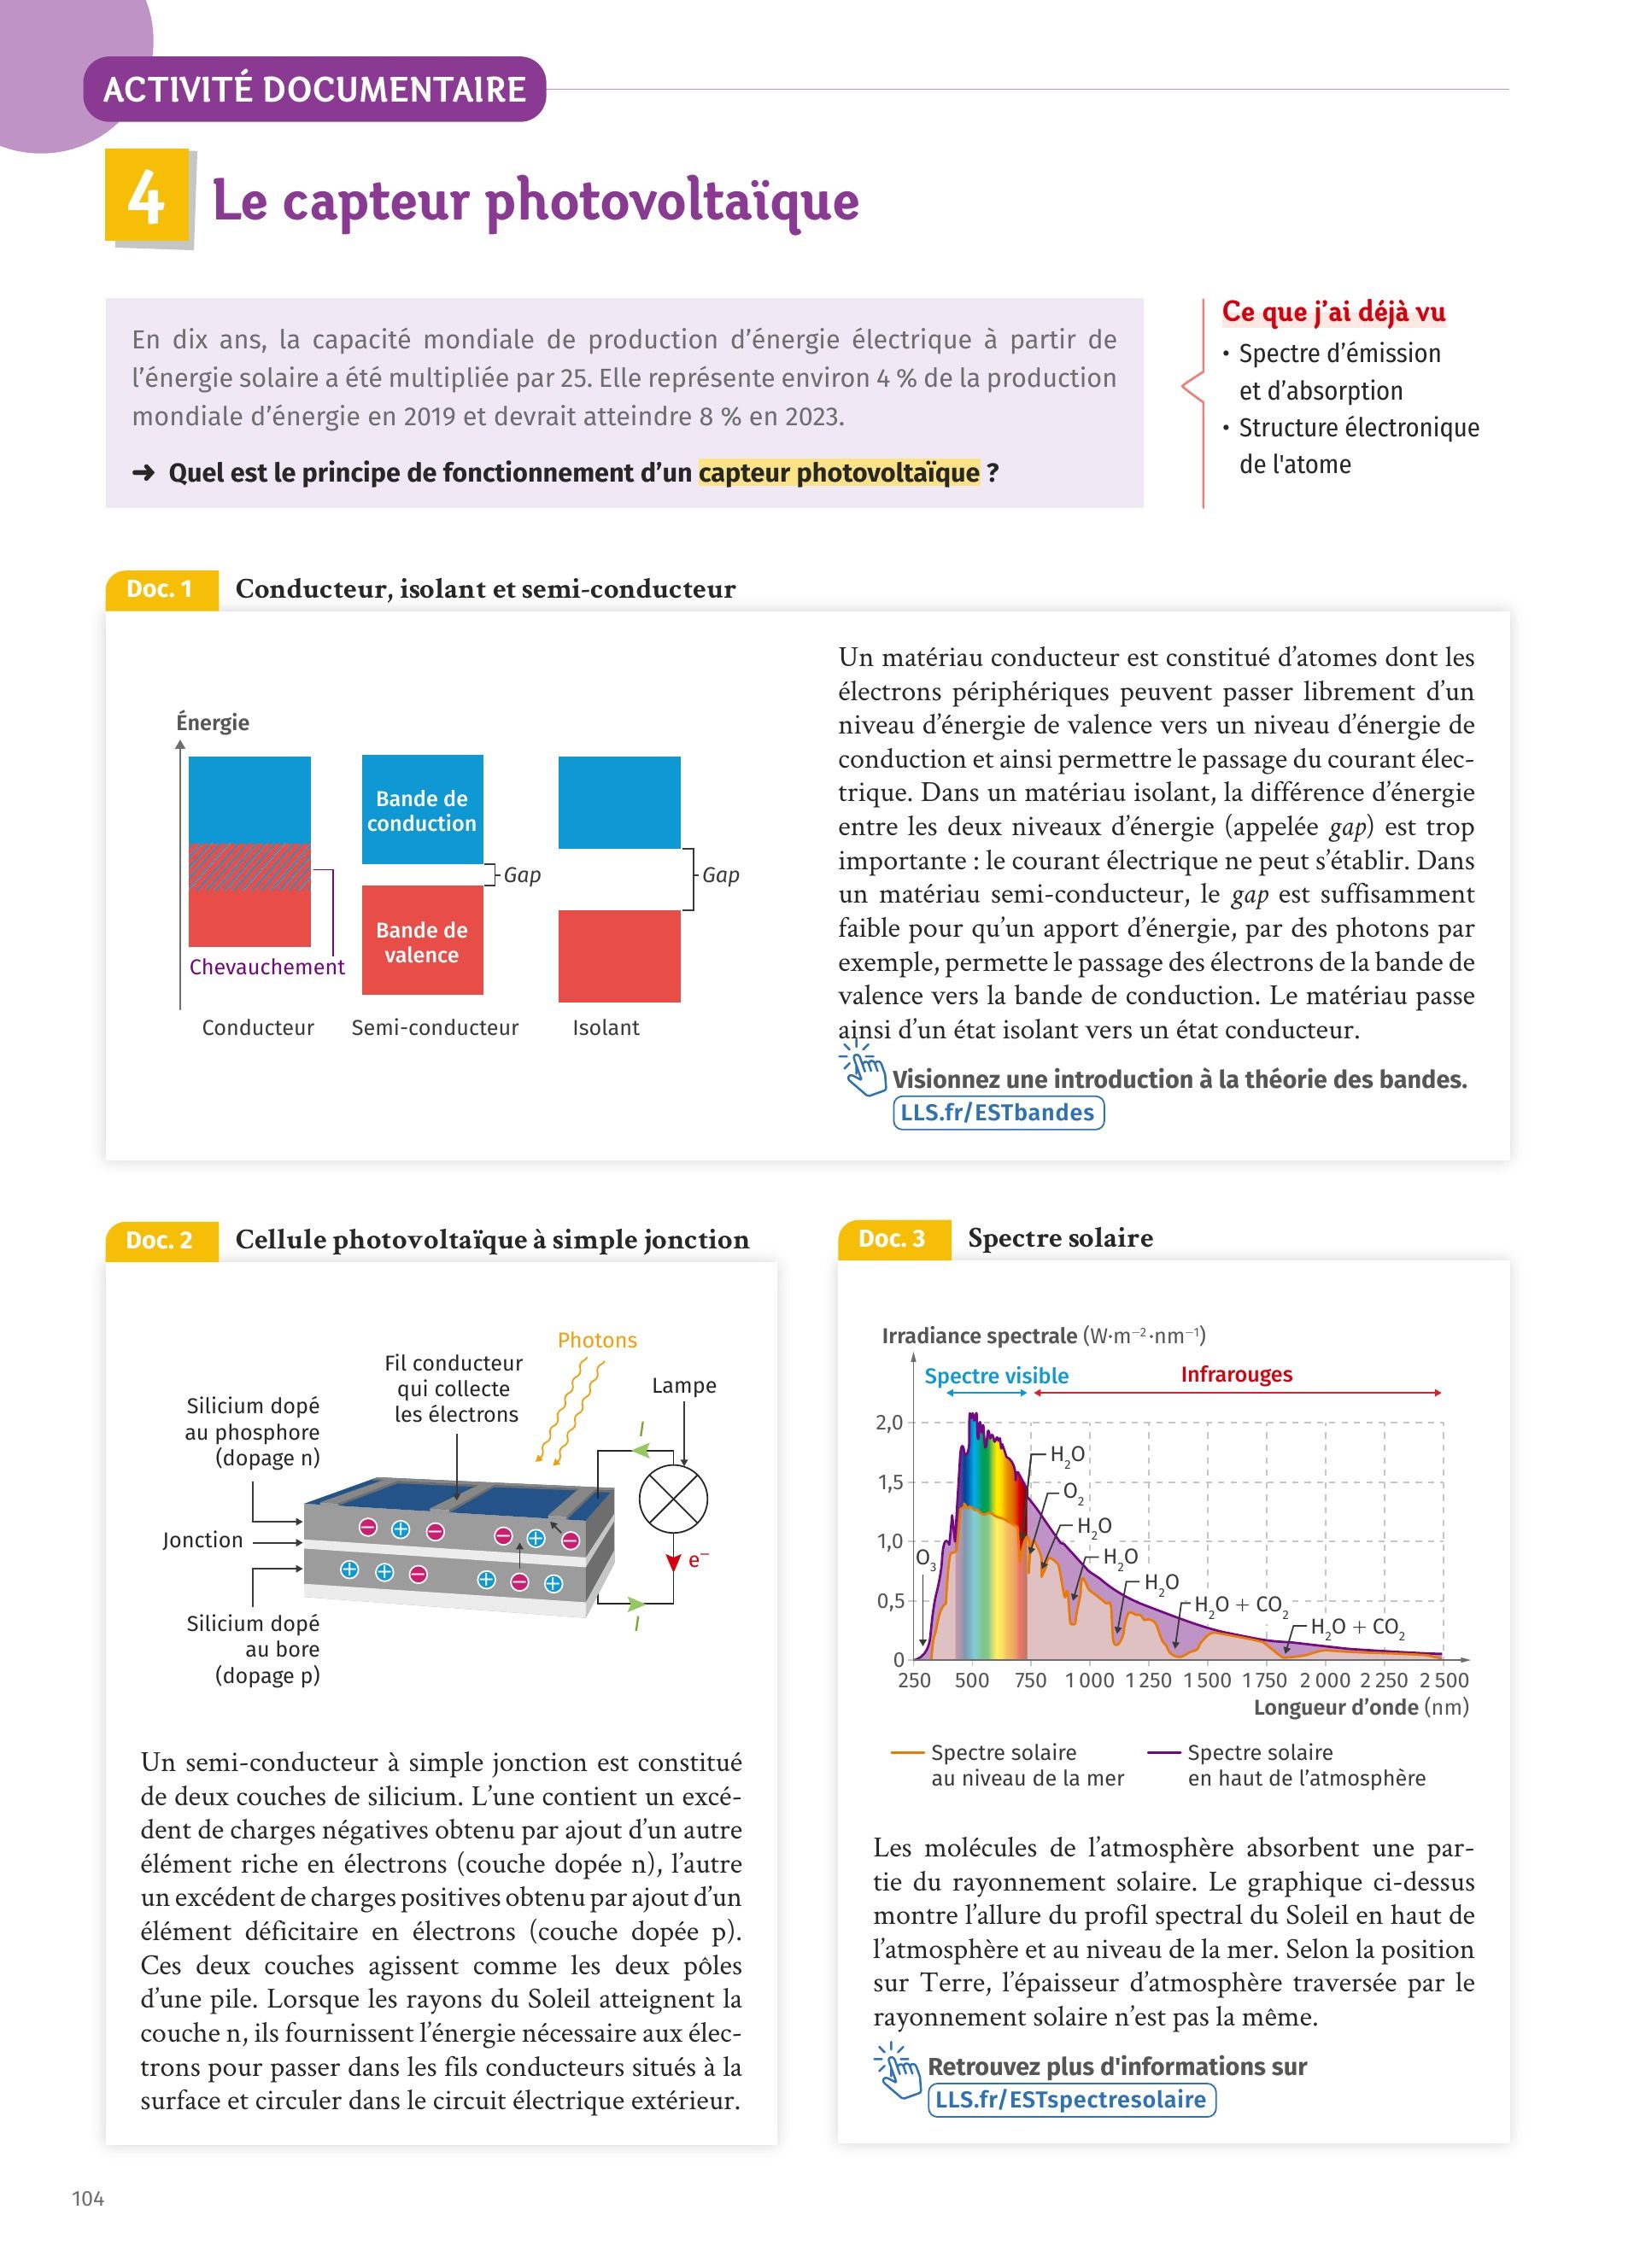 ACTIVITÉ DOCUMENTAIRE
4 Le capteur photovoltaïque
En dix ans, la capacité mondiale de production d’énergie électrique à partir de
l’énergie solaire a été multipliée par 25. Elle représente environ 4 % de la production
mondiale d’énergie en 2019 et devrait atteindre 8 % en 2023.
➜ Quel est le principe de fonctionnement d’un capteur photovoltaïque ?
Ce que j’ai déjà vu
• Spectre d’émission
et d’absorption
• Structure électronique
de l'atome
Doc. 1 Conducteur, isolant et semi-conducteur
Énergie
Bande de
conduction
Gap
Gap
Bande de
valence
Chevauchement
Conducteur Semi-conducteur Isolant
Un matériau conducteur est constitué d’atomes dont les
électrons périphériques peuvent passer librement d’un
niveau d’énergie de valence vers un niveau d’énergie de
conduction et ainsi permettre le passage du courant élec-
trique. Dans un matériau isolant, la différence d’énergie
entre les deux niveaux d’énergie (appelée gap) est trop
importante : le courant électrique ne peut s’établir. Dans
un matériau semi-conducteur, le gap est suffisamment
faible pour qu’un apport d’énergie, par des photons par
exemple, permette le passage des électrons de la bande de
valence vers la bande de conduction. Le matériau passe
ainsi d’un état isolant vers un état conducteur.
Visionnez une introduction à la théorie des bandes.
LLS.fr/ESTbandes
Doc. 2 Cellule photovoltaïque à simple jonction
Photons
Fil conducteur
qui collecte
les électrons
Lampe
Silicium dopé
au phosphore
(dopage n)
I
Jonction
e⁻
Silicium dopé
au bore
(dopage p)
I
Un semi-conducteur à simple jonction est constitué
de deux couches de silicium. L’une contient un excé-
dent de charges négatives obtenu par ajout d’un autre
élément riche en électrons (couche dopée n), l’autre
un excédent de charges positives obtenu par ajout d’un
élément déficitaire en électrons (couche dopée p).
Ces deux couches agissent comme les deux pôles
d’une pile. Lorsque les rayons du Soleil atteignent la
couche n, ils fournissent l’énergie nécessaire aux élec-
trons pour passer dans les fils conducteurs situés à la
surface et circuler dans le circuit électrique extérieur.
Doc. 3 Spectre solaire
Irradiance spectrale (W·m⁻²·nm⁻¹)
Spectre visible Infrarouges
2,0
1,5
1,0
0,5
0
H₂O
O₂
H₂O
O₃
H₂O
H₂O
H₂O + CO₂
H₂O + CO₂
250 500 750 1 000 1 250 1 500 1 750 2 000 2 250 2 500
Longueur d’onde (nm)
Spectre solaire
au niveau de la mer
Spectre solaire
en haut de l’atmosphère
Les molécules de l’atmosphère absorbent une par-
tie du rayonnement solaire. Le graphique ci-dessus
montre l’allure du profil spectral du Soleil en haut de
l’atmosphère et au niveau de la mer. Selon la position
sur Terre, l’épaisseur d’atmosphère traversée par le
rayonnement solaire n’est pas la même.
Retrouvez plus d'informations sur
LLS.fr/ESTspectresolaire
104